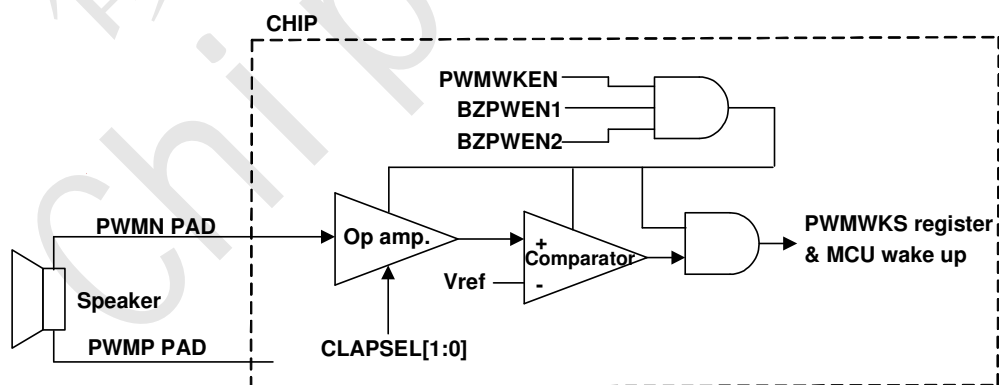 CHIP
PWMWKEN
BZPWEN1
BZPWEN2
PWMN PAD
Op amp.
+
Comparator
-
Vref
PWMWKS register
& MCU wake up
Speaker
PWMP PAD
CLAPSEL[1:0]
Chip